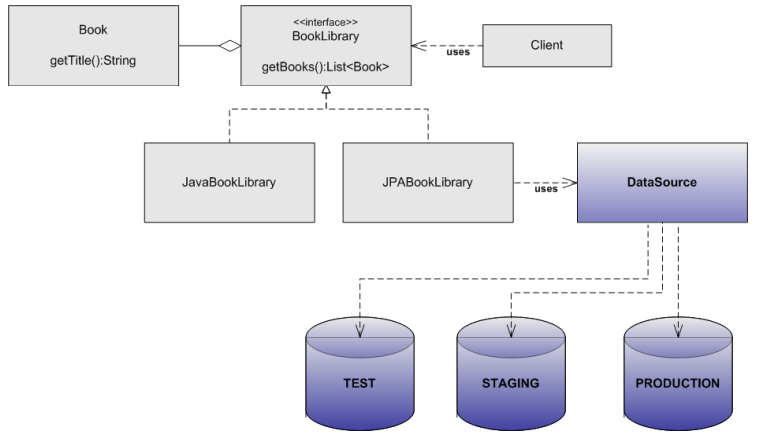 Book
getTitle():String
<<interface>>
BookLibrary
getBooks():List<Book>
uses
Client
JavaBookLibrary
JPABookLibrary
uses
DataSource
TEST
STAGING
PRODUCTION